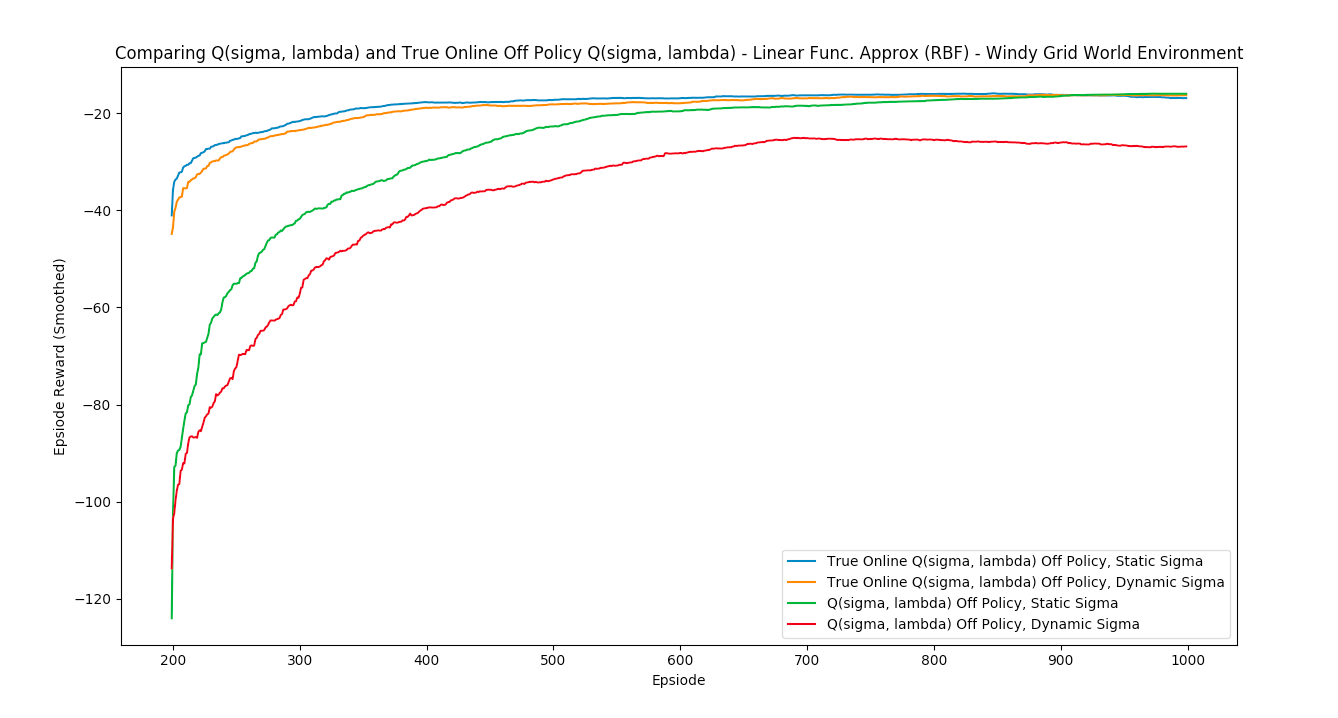 Comparing Q(sigma, lambda) and True Online Off Policy Q(sigma, lambda) - Linear Func. Approx (RBF) - Windy Grid World Environment
Epsiode Reward (Smoothed)
−20
−40
−60
−80
−100
−120
True Online Q(sigma, lambda) Off Policy, Static Sigma
True Online Q(sigma, lambda) Off Policy, Dynamic Sigma
Q(sigma, lambda) Off Policy, Static Sigma
Q(sigma, lambda) Off Policy, Dynamic Sigma
200 300 400 500 600 700 800 900 1000
Epsiode